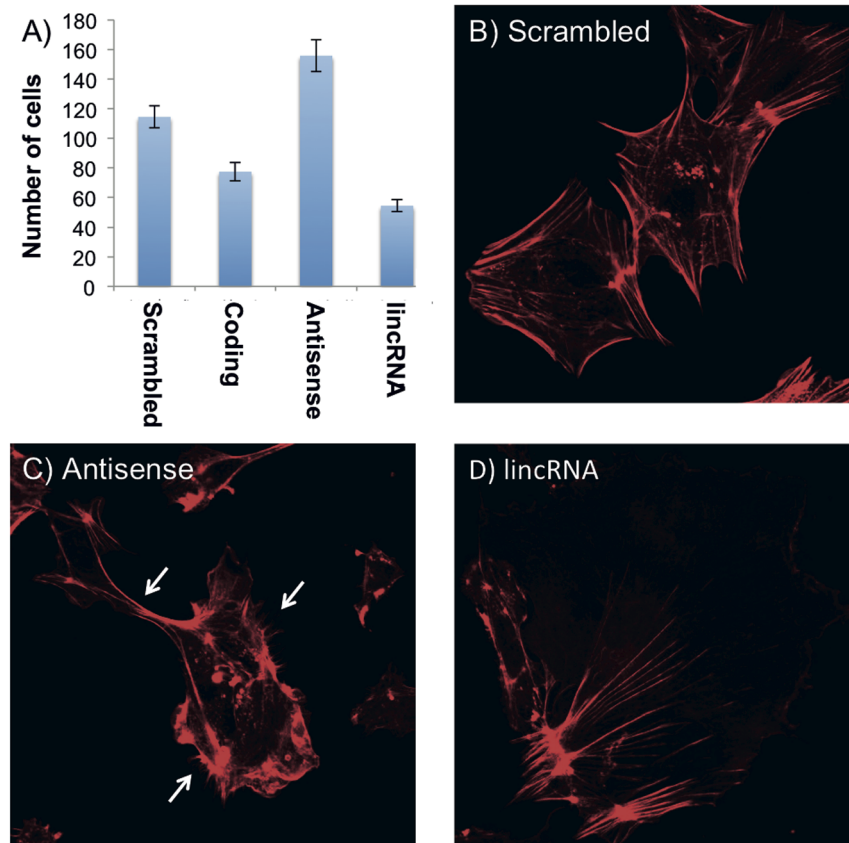 A)
180
160
140
120
100
80
60
40
20
0
Number of cells
Scrambled
Coding
Antisense
lincRNA
B) Scrambled
C) Antisense
D) lincRNA